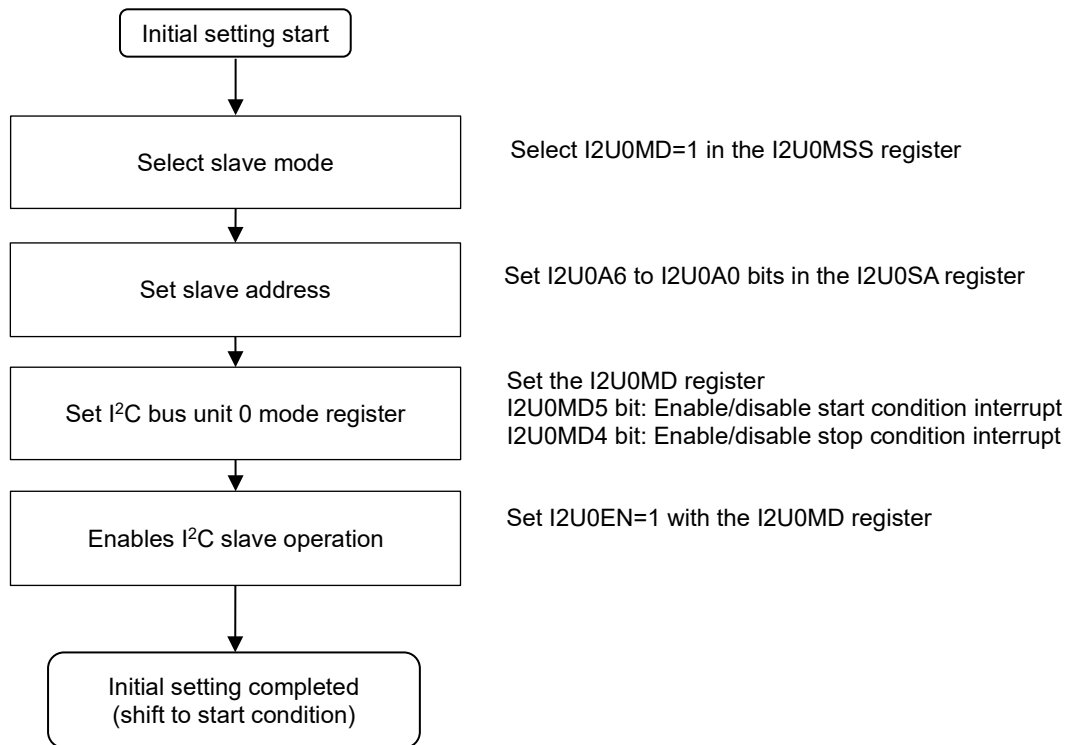 Initial setting start
Select slave mode
Select I2U0MD=1 in the I2U0MSS register
Set slave address
Set I2U0A6 to I2U0A0 bits in the I2U0SA register
Set I²C bus unit 0 mode register
Set the I2U0MD register
I2U0MD5 bit: Enable/disable start condition interrupt
I2U0MD4 bit: Enable/disable stop condition interrupt
Enables I²C slave operation
Set I2U0EN=1 with the I2U0MD register
Initial setting completed
(shift to start condition)